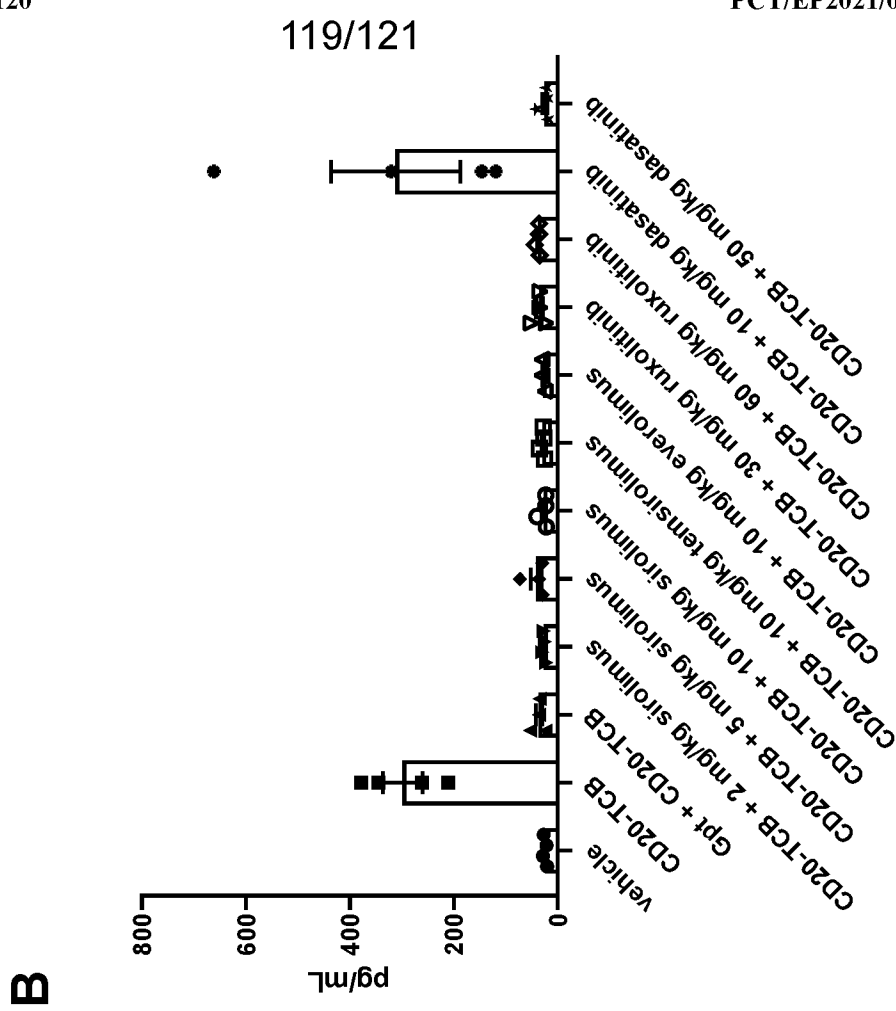 120
PCT/EP2021/0
119/121
B
pg/mL
800
600
400
200
0
vehicle
CD20-TCB
Gpt + CD20-TCB
CD20-TCB + 2 mg/kg sirolimus
CD20-TCB + 5 mg/kg sirolimus
CD20-TCB + 10 mg/kg sirolimus
CD20-TCB + 10 mg/kg temsirolimus
CD20-TCB + 10 mg/kg everolimus
CD20-TCB + 30 mg/kg ruxolitinib
CD20-TCB + 60 mg/kg ruxolitinib
CD20-TCB + 10 mg/kg dasatinib
CD20-TCB + 50 mg/kg dasatinib